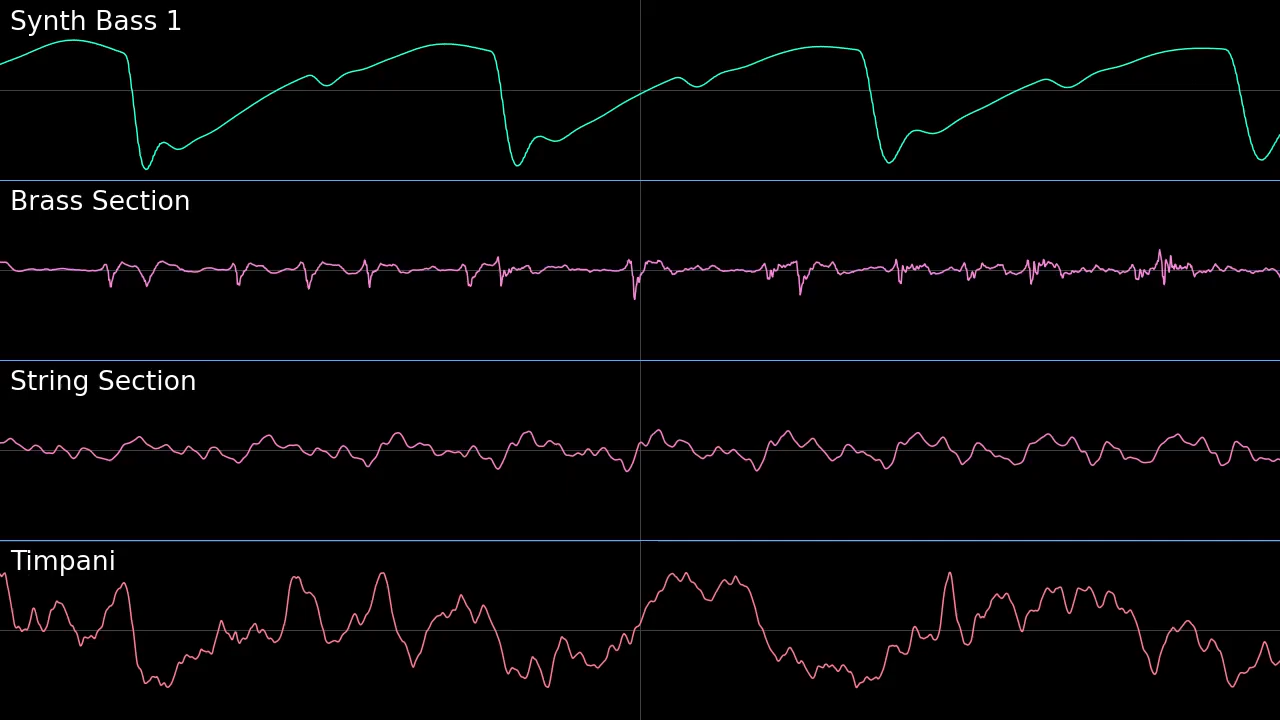 Synth Bass 1
Brass Section
String Section
Timpani